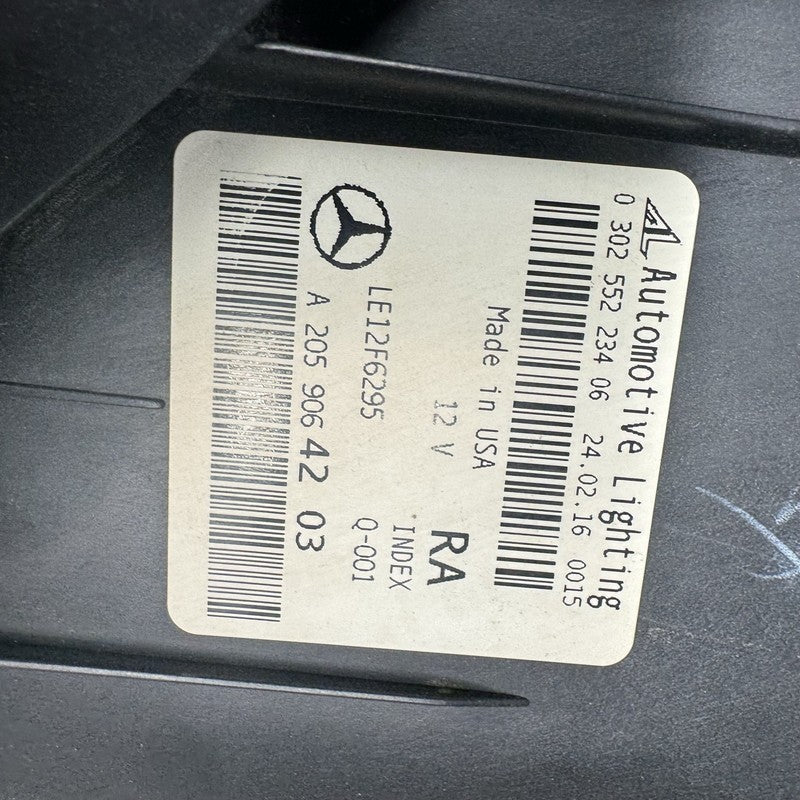 AL Automotive Lighting
0 302 552 234 06 24.02.16 0015
Made in USA
12 V RA
LE12F6295 INDEX
Q-001
A 205 906 42 03